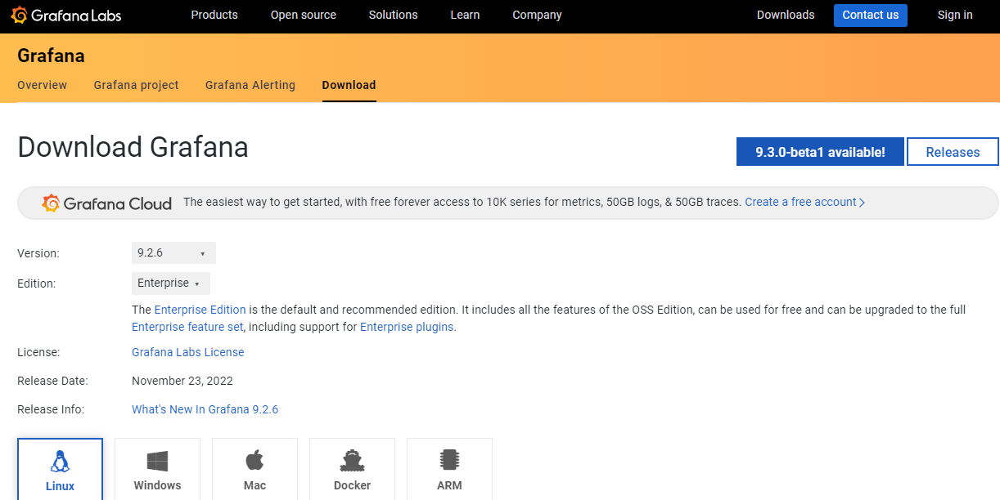 Grafana Labs Products Open source Solutions Learn Company Downloads Contact us Sign in
Grafana
Overview Grafana project Grafana Alerting Download
Download Grafana
9.3.0-beta1 available! Releases
Grafana Cloud The easiest way to get started, with free forever access to 10K series for metrics, 50GB logs, & 50GB traces. Create a free account
Version: 9.2.6
Edition: Enterprise
The Enterprise Edition is the default and recommended edition. It includes all the features of the OSS Edition, can be used for free and can be upgraded to the full
Enterprise feature set, including support for Enterprise plugins.
License: Grafana Labs License
Release Date: November 23, 2022
Release Info: What's New In Grafana 9.2.6
Linux Windows Mac Docker ARM